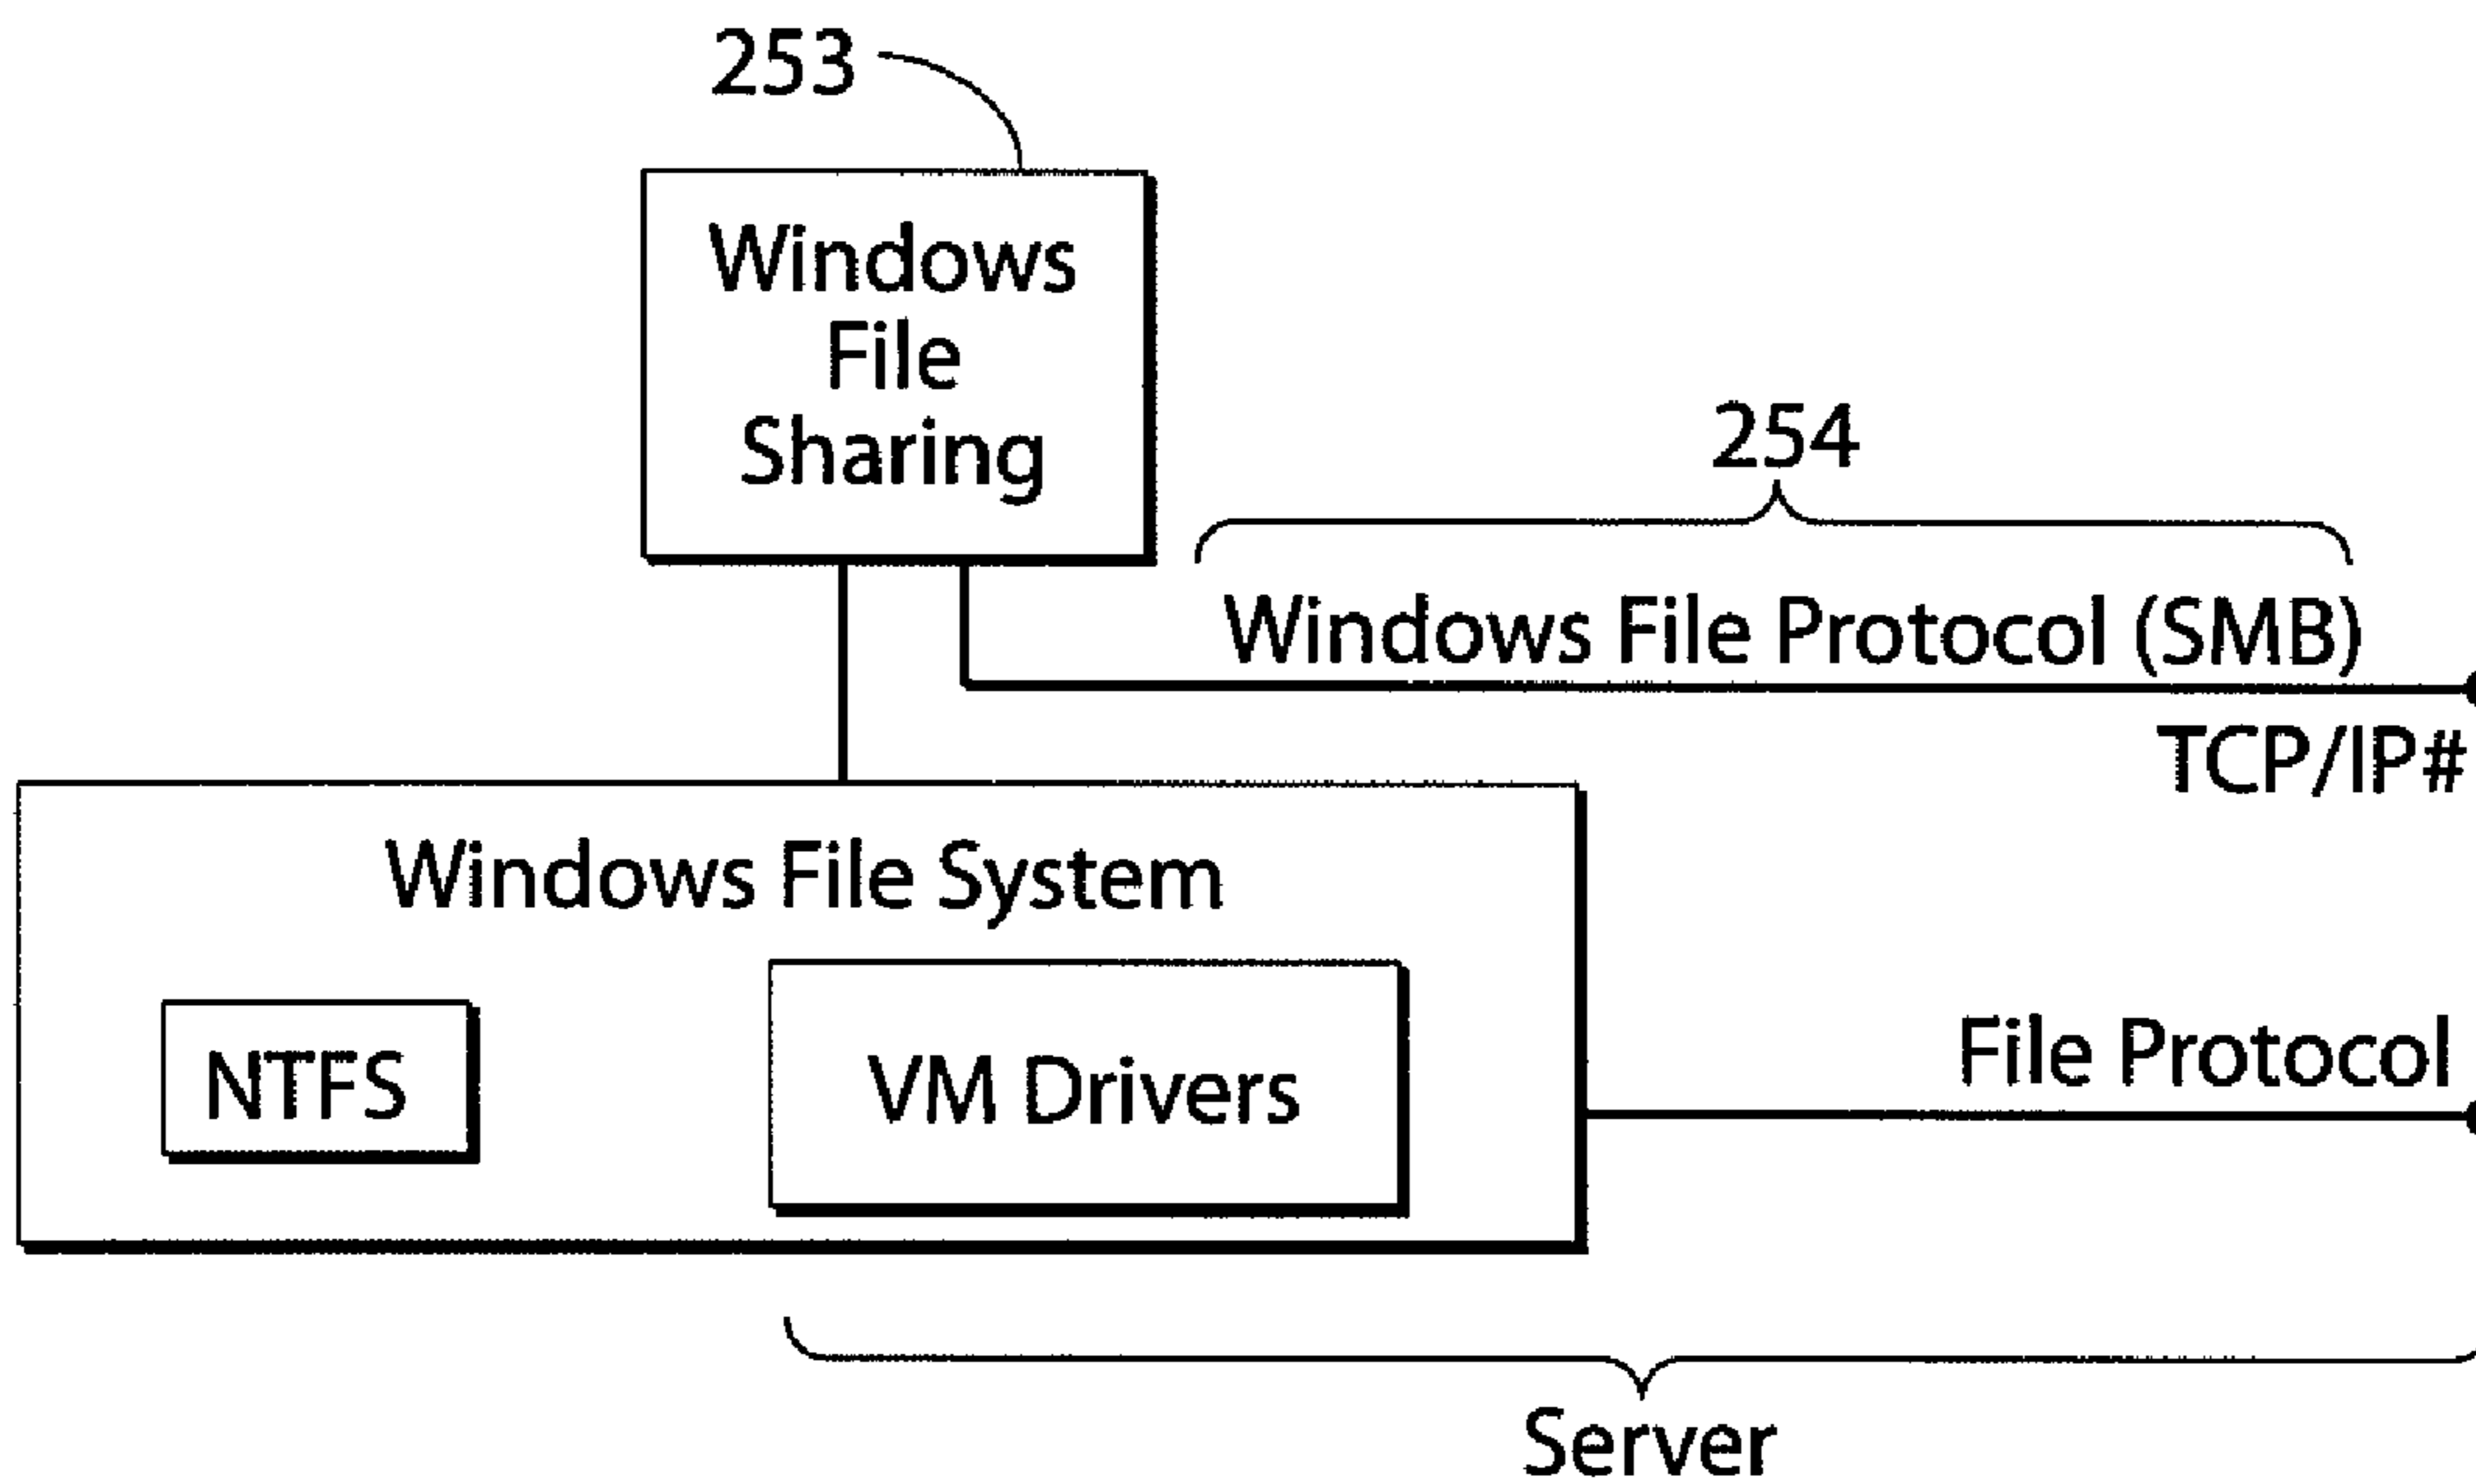 253
Windows
File
Sharing
254
Windows File Protocol (SMB)
TCP/IP#
Windows File System
NTFS
VM Drivers
File Protocol
Server